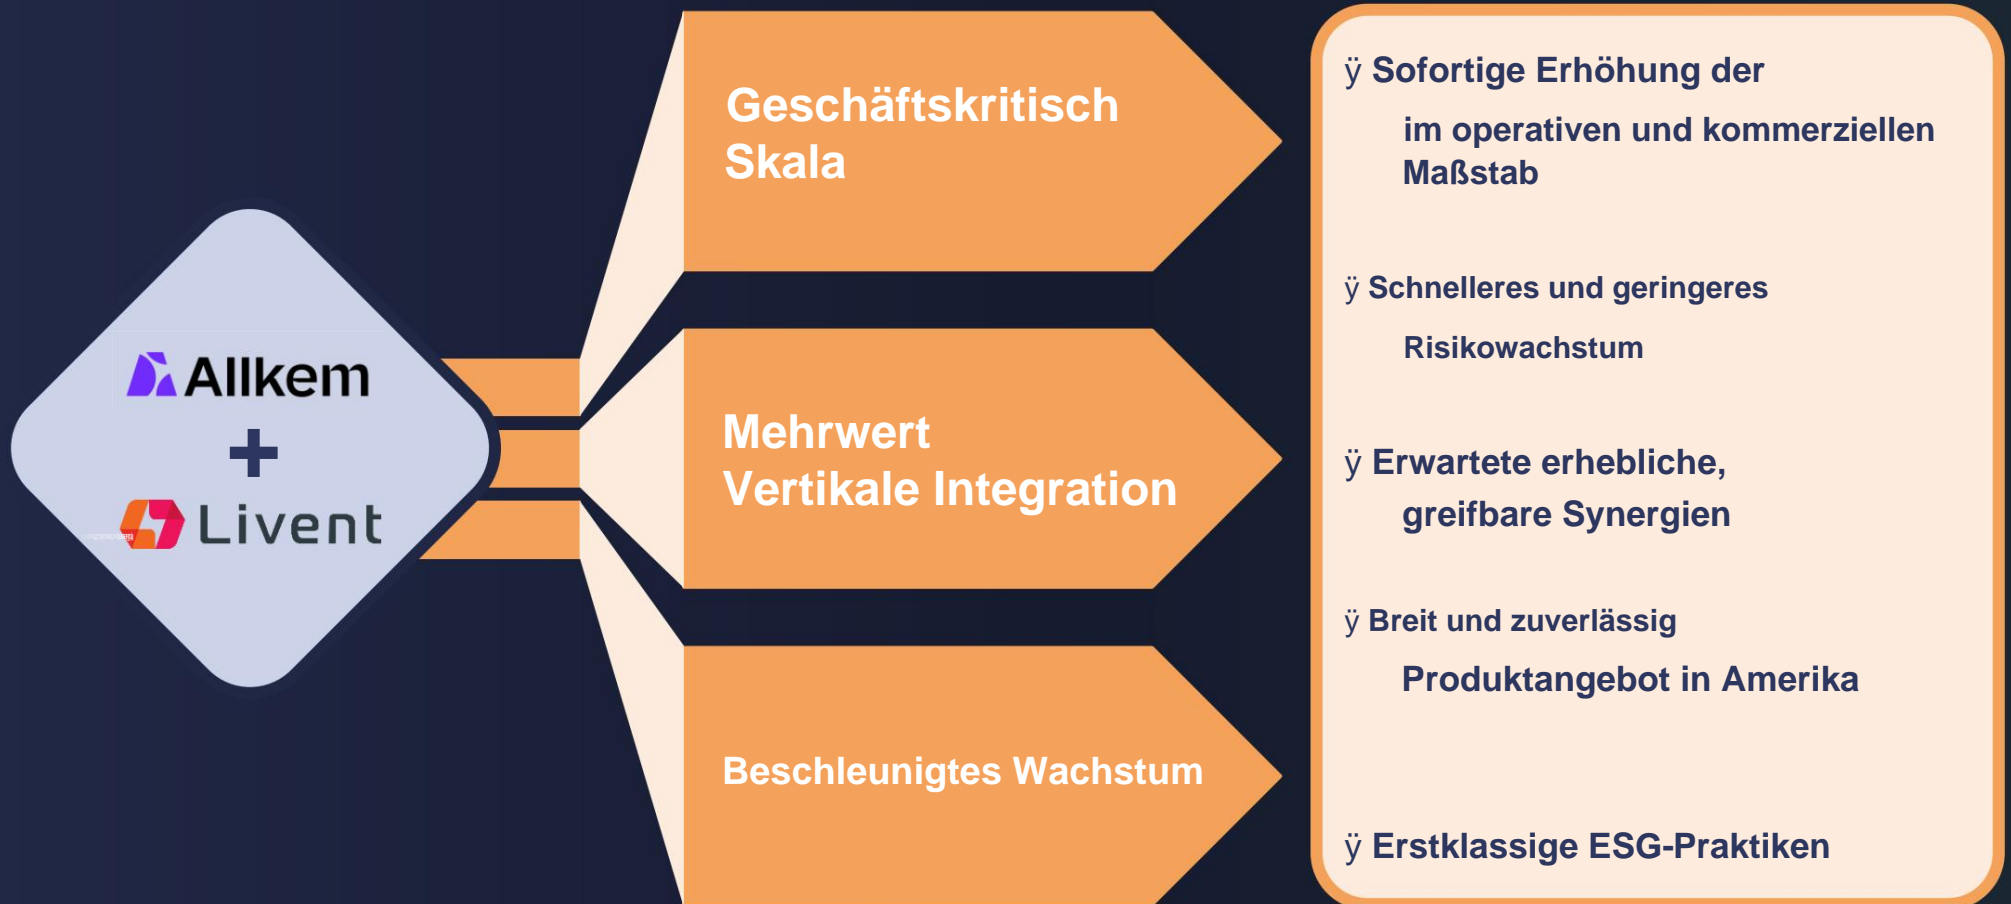 Allkem
+
Livent
Geschäftskritisch
Skala
Mehrwert
Vertikale Integration
Beschleunigtes Wachstum
ÿ Sofortige Erhöhung der
im operativen und kommerziellen
Maßstab
ÿ Schnelleres und geringeres
Risikowachstum
ÿ Erwartete erhebliche,
greifbare Synergien
ÿ Breit und zuverlässig
Produktangebot in Amerika
ÿ Erstklassige ESG-Praktiken